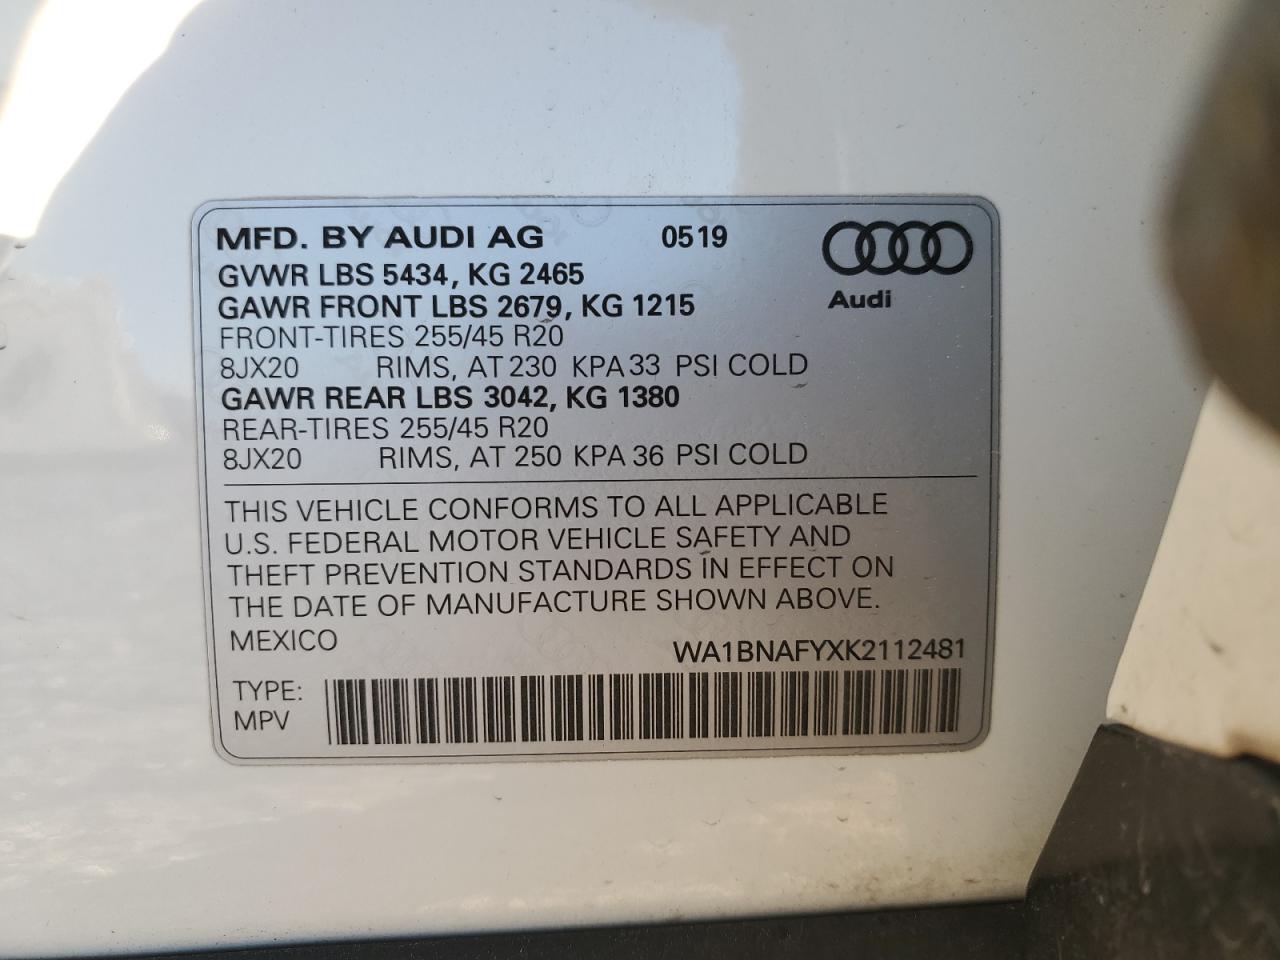 MFD. BY AUDI AG 0519
GVWR LBS 5434, KG 2465
GAWR FRONT LBS 2679, KG 1215
Audi
FRONT-TIRES 255/45 R20
8JX20 RIMS, AT 230 KPA 33 PSI COLD
GAWR REAR LBS 3042, KG 1380
REAR-TIRES 255/45 R20
8JX20 RIMS, AT 250 KPA 36 PSI COLD
THIS VEHICLE CONFORMS TO ALL APPLICABLE
U.S. FEDERAL MOTOR VEHICLE SAFETY AND
THEFT PREVENTION STANDARDS IN EFFECT ON
THE DATE OF MANUFACTURE SHOWN ABOVE.
MEXICO WA1BNAFYXK2112481
TYPE:
MPV